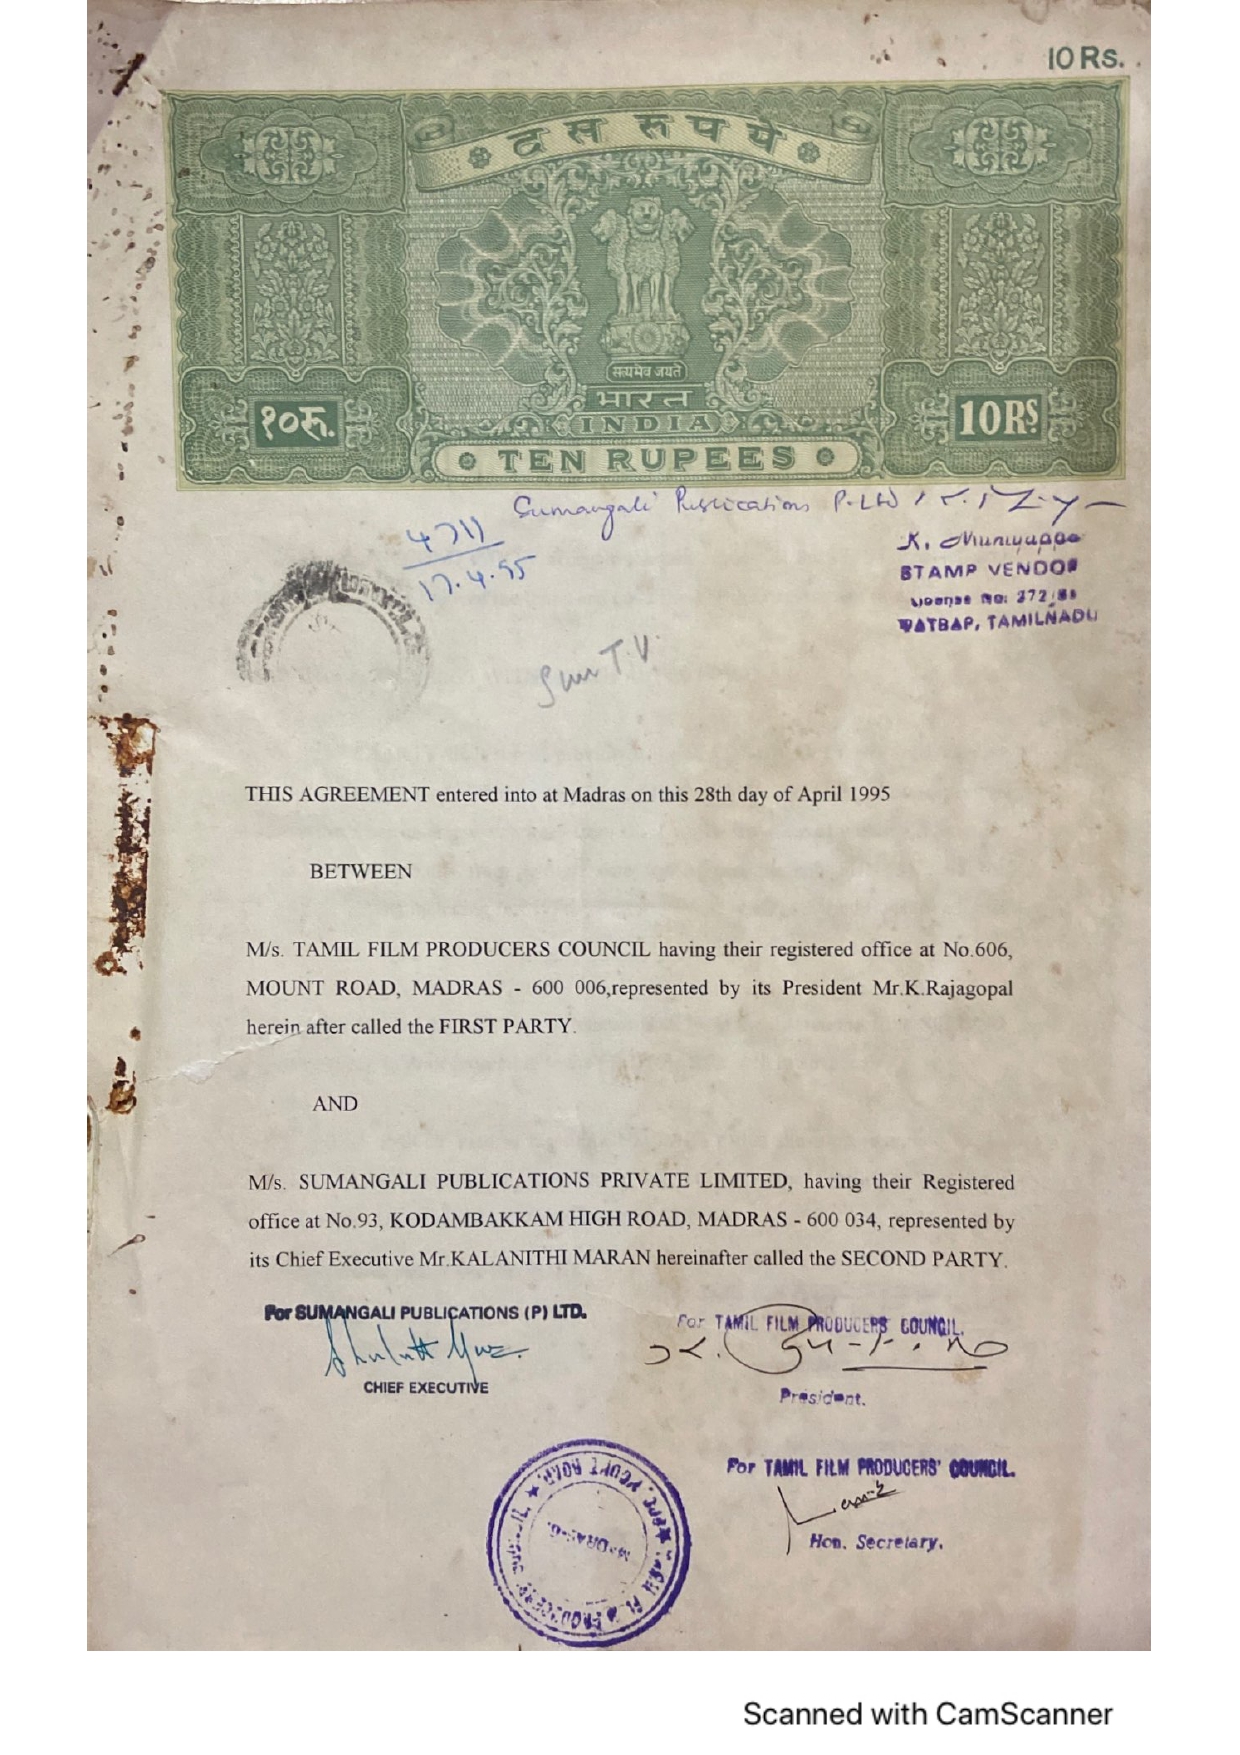 10 Rs.
दस रुपये
सत्यमेव जयते
भारत
INDIA
१०रू.
10RS
TEN RUPEES
Sumangali Publications P. Ltd
4711
17.4.95
STAMP VENDOR
TAMILNADU
Sun T.V.
THIS AGREEMENT entered into at Madras on this 28th day of April 1995
BETWEEN
M/s. TAMIL FILM PRODUCERS COUNCIL having their registered office at No.606,
MOUNT ROAD, MADRAS - 600 006,represented by its President Mr.K.Rajagopal
herein after called the FIRST PARTY.
AND
M/s. SUMANGALI PUBLICATIONS PRIVATE LIMITED, having their Registered
office at No.93, KODAMBAKKAM HIGH ROAD, MADRAS - 600 034, represented by
its Chief Executive Mr.KALANITHI MARAN hereinafter called the SECOND PARTY.
For SUMANGALI PUBLICATIONS (P) LTD.
CHIEF EXECUTIVE
For TAMIL FILM PRODUCERS COUNCIL.
President.
For TAMIL FILM PRODUCERS' COUNCIL.
Hon. Secretary.
Scanned with CamScanner